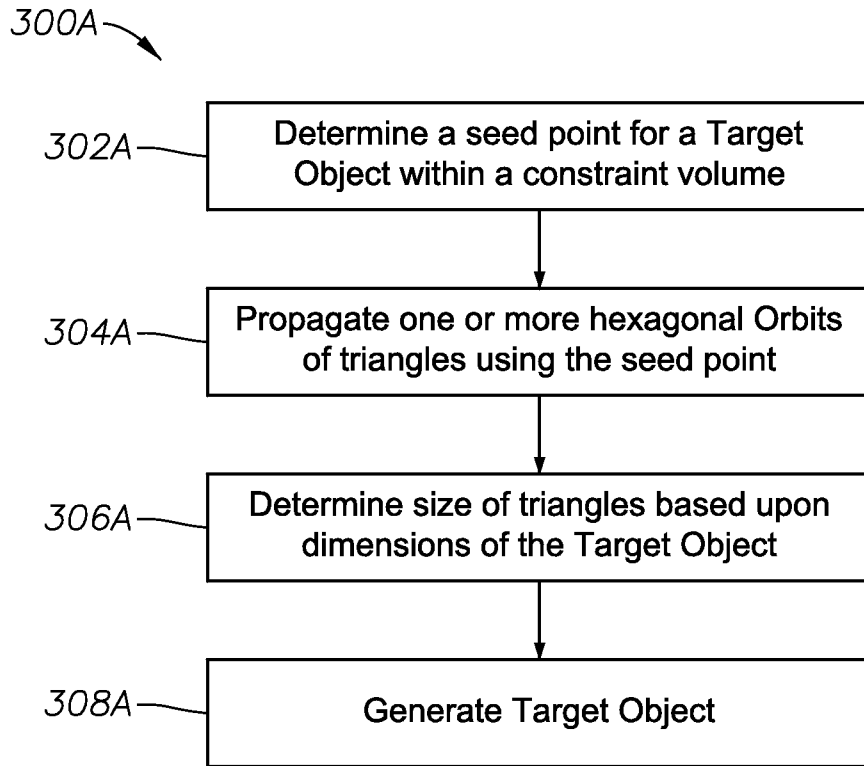 300A
302A
Determine a seed point for a Target
Object within a constraint volume
304A
Propagate one or more hexagonal Orbits
of triangles using the seed point
306A
Determine size of triangles based upon
dimensions of the Target Object
308A
Generate Target Object